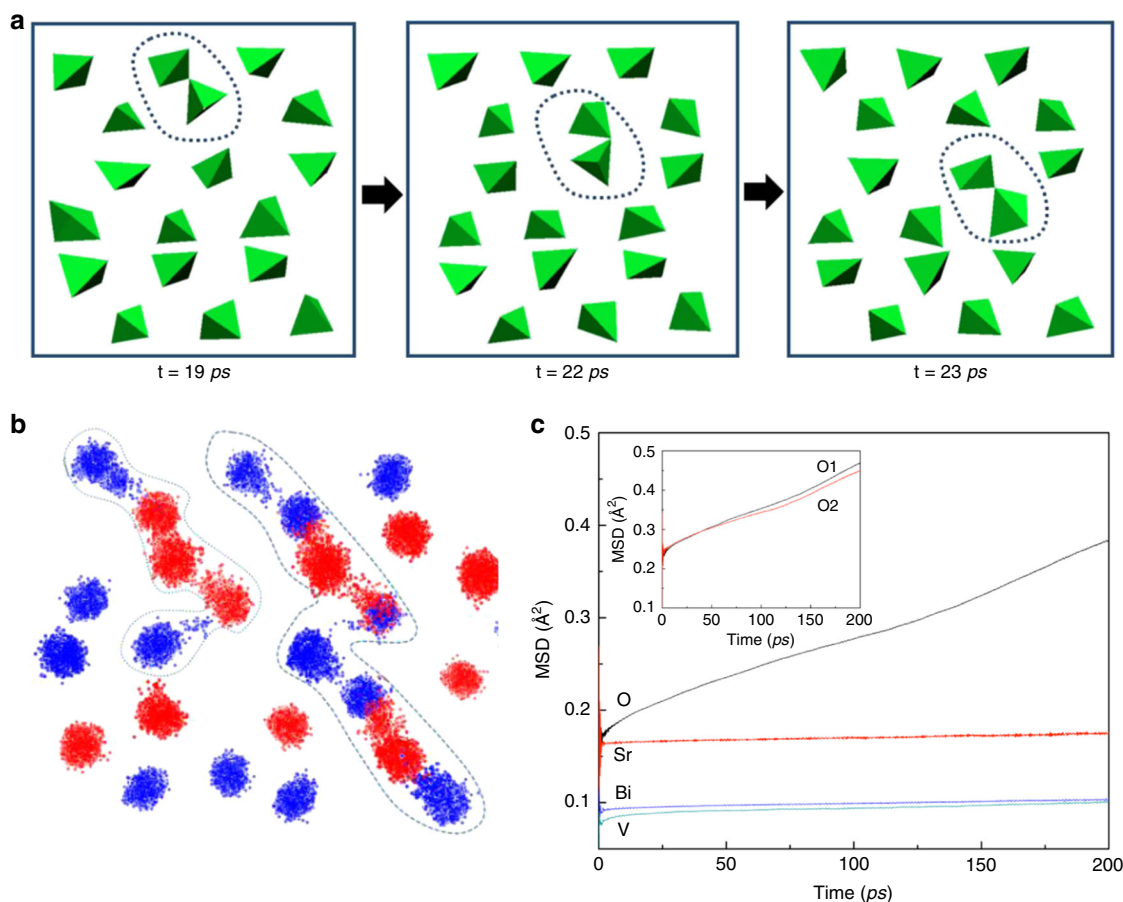 a
t = 19 ps
t = 22 ps
t = 23 ps
b
c
0.5
0.4
0.3
0.2
0.1
MSD (Å²)
0.5
0.4
0.3
0.2
0.1
MSD (Å²)
O1
O2
0
50
100
150
200
Time (ps)
O
Sr
Bi
V
0
50
100
150
200
Time (ps)